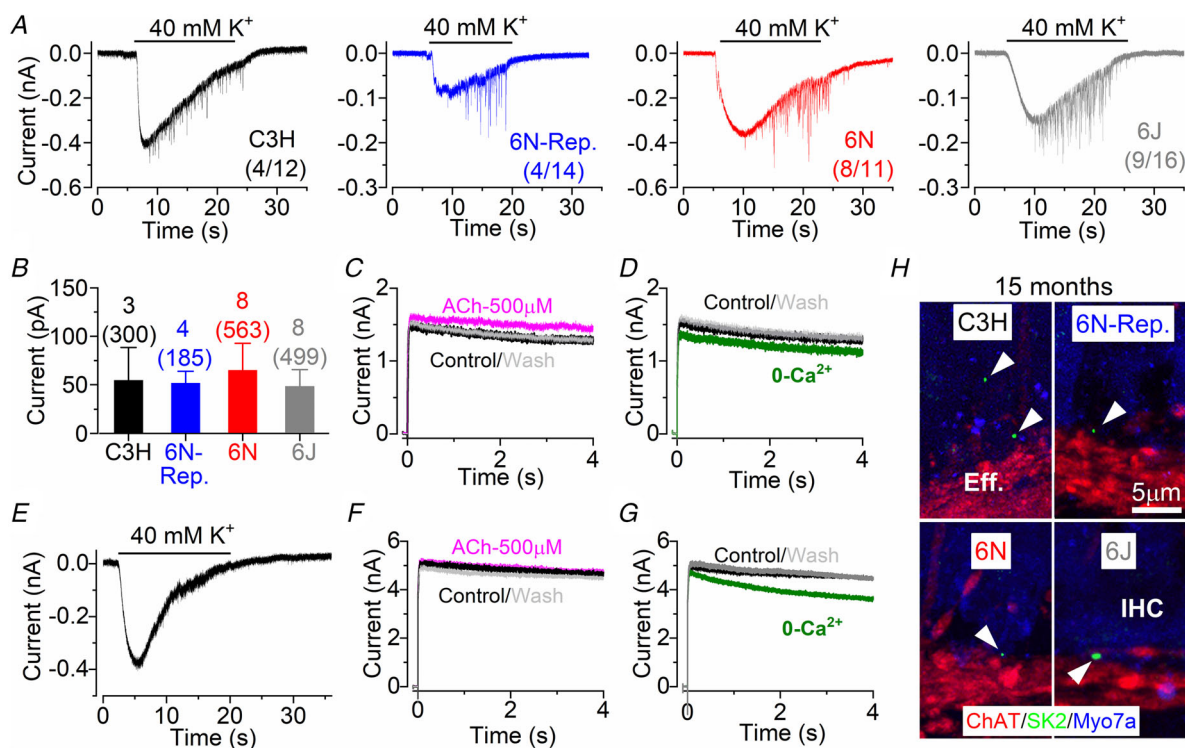 A
40 mM K+
Current (nA)
0.0
-0.2
-0.4
-0.6
C3H
(4/12)
0 10 20 30
Time (s)
40 mM K+
0.0
-0.1
-0.2
-0.3
6N-Rep.
(4/14)
0 10 20 30
Time (s)
40 mM K+
0.0
-0.2
-0.4
-0.6
6N
(8/11)
0 10 20 30
Time (s)
40 mM K+
0.0
-0.1
-0.2
-0.3
6J
(9/16)
0 10 20 30
Time (s)
B
Current (pA)
150
100
50
0
3
(300)
4
(185)
8
(563)
8
(499)
C3H
6N-
Rep.
6N
6J
C
Current (nA)
2
1
0
ACh-500μM
Control/Wash
0 2 4
Time (s)
D
Current (nA)
2
1
0
Control/Wash
0-Ca2+
0 2 4
Time (s)
E
40 mM K+
Current (nA)
0.0
-0.2
-0.4
0 10 20 30
Time (s)
F
Current (nA)
6
4
2
0
ACh-500μM
Control/Wash
0 2 4
Time (s)
G
Current (nA)
6
4
2
0
Control/Wash
0-Ca2+
0 2 4
Time (s)
H
15 months
C3H
6N-Rep.
Eff.
5μm
6N
6J
IHC
ChAT/SK2/Myo7a